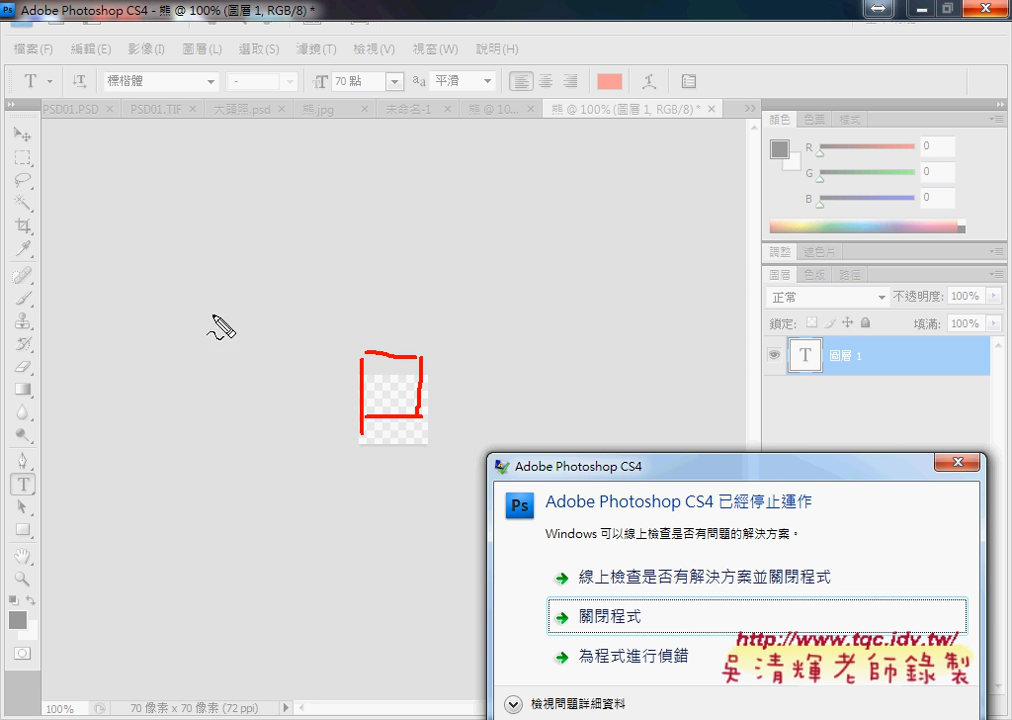 Adobe Photoshop CS4 - 熊 @ 100% (圖層 1, RGB/8) *
檔案(F) 編輯(E) 影像(I) 圖層(L) 選取(S) 濾鏡(T) 檢視(V) 視窗(W) 說明(H)
T 標楷體 - T 70 點 aa 平滑
PSD01.PSD × PSD01.TIF × 大頭照.psd × 熊.jpg × 未命名-1 × 熊 @ 10... × 熊 @ 100% (圖層 1, RGB/8) * ×
顏色 色票 樣式
R 0
G 0
B 0
調整 遮色片
圖層 色版 路徑
正常 不透明度: 100%
鎖定: 填滿: 100%
T 圖層 1
Adobe Photoshop CS4
Ps Adobe Photoshop CS4 已經停止運作
Windows 可以線上檢查是否有問題的解決方案。
線上檢查是否有解決方案並關閉程式
關閉程式
為程式進行偵錯
http://www.tqc.idv.tw/
吳清輝老師錄製
檢視問題詳細資料
100% 70 像素 x 70 像素 (72 ppi)